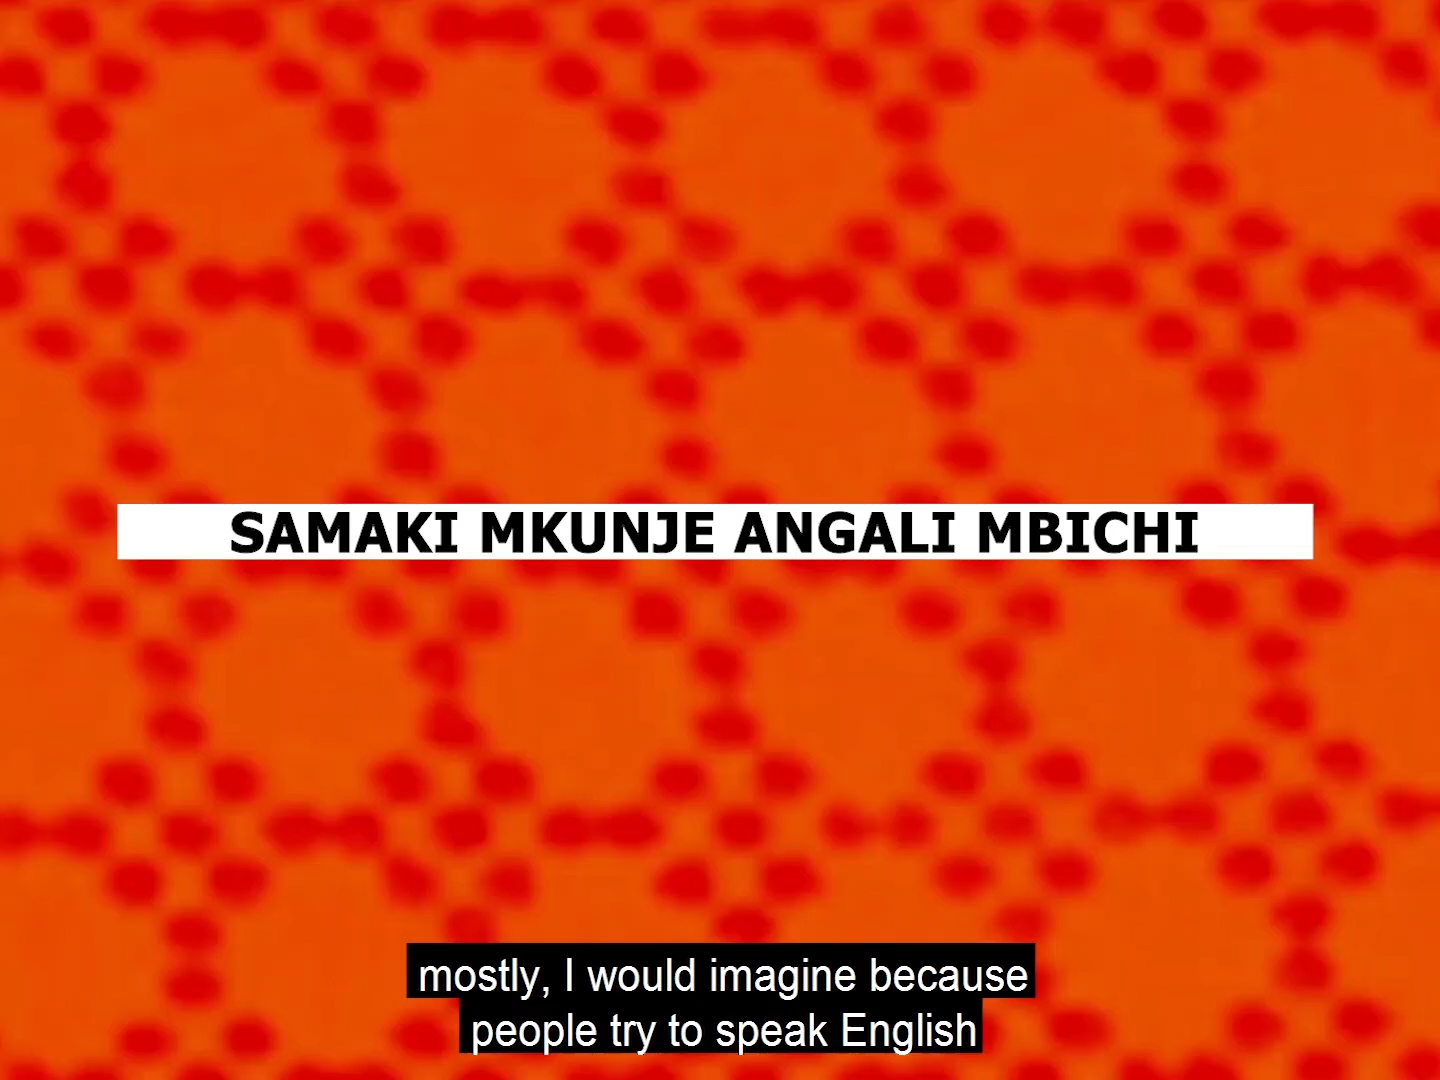 SAMAKI MKUNJE ANGALI MBICHI
mostly, I would imagine because
people try to speak English